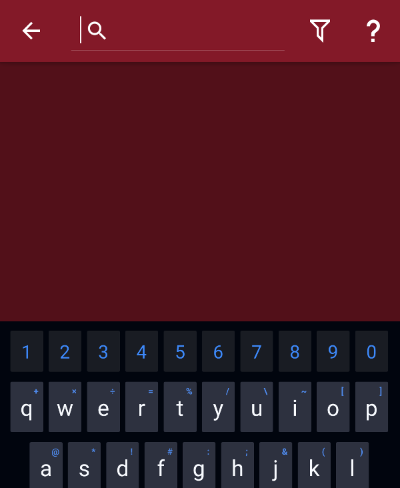 ?
1 2 3 4 5 6 7 8 9 0
+ × ÷ = % / \ ~ [ ]
q w e r t y u i o p
@ * ! # : ; & ( )
a s d f g h j k l